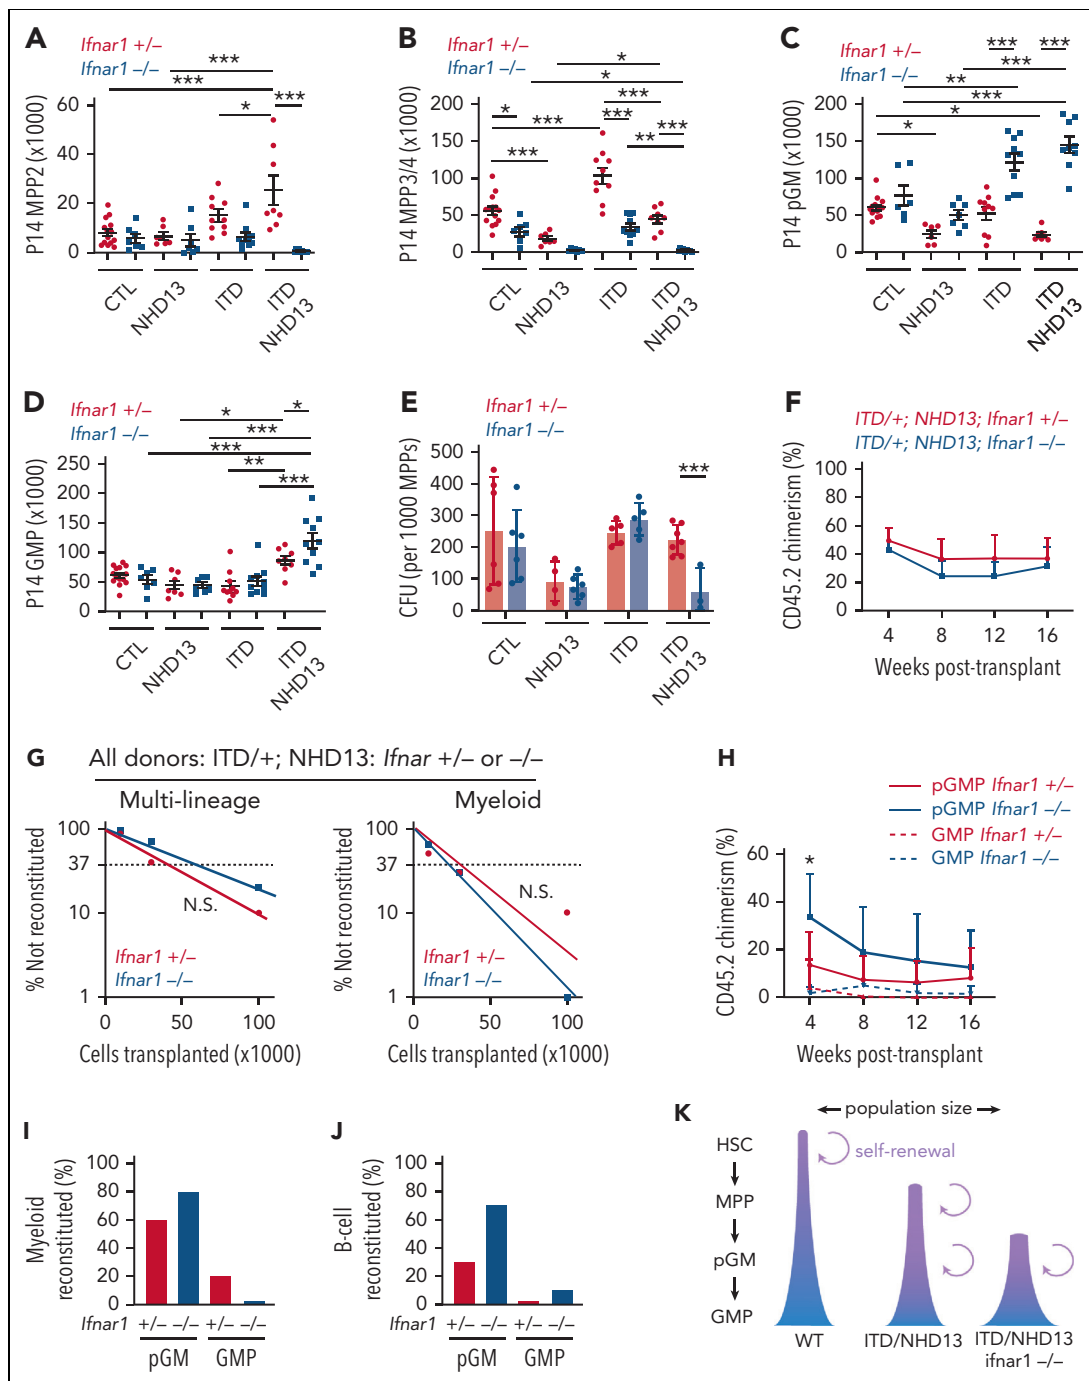 A
Ifnar1 +/–
Ifnar1 –/–
***
***
*
***
P14 MPP2 (x1000)
60
40
20
0
CTL
NHD13
ITD
ITD
NHD13
B
Ifnar1 +/–
Ifnar1 –/–
*
*
***
*
***
***
**
***
***
P14 MPP3/4 (x1000)
200
150
100
50
0
CTL
NHD13
ITD
ITD
NHD13
C
Ifnar1 +/–
Ifnar1 –/–
***
***
***
**
***
*
*
P14 pGM (x1000)
200
150
100
50
0
CTL
NHD13
ITD
ITD
NHD13
D
Ifnar1 +/–
Ifnar1 –/–
*
*
***
***
**
***
P14 GMP (x1000)
250
200
150
100
50
0
CTL
NHD13
ITD
ITD
NHD13
E
Ifnar1 +/–
Ifnar1 –/–
***
CFU (per 1000 MPPs)
500
400
300
200
100
0
CTL
NHD13
ITD
ITD
NHD13
F
ITD/+; NHD13; Ifnar1 +/–
ITD/+; NHD13; Ifnar1 –/–
CD45.2 chimerism (%)
100
80
60
40
20
0
4
8
12
16
Weeks post-transplant
G
All donors: ITD/+; NHD13: Ifnar +/– or –/–
Multi-lineage
% Not reconstituted
100
37
10
1
N.S.
Ifnar1 +/–
Ifnar1 –/–
0
50
100
Cells transplanted (x1000)
Myeloid
% Not reconstituted
100
37
10
1
N.S.
Ifnar1 +/–
Ifnar1 –/–
0
50
100
Cells transplanted (x1000)
H
pGMP Ifnar1 +/–
pGMP Ifnar1 –/–
GMP Ifnar1 +/–
GMP Ifnar1 –/–
*
CD45.2 chimerism (%)
60
40
20
0
4
8
12
16
Weeks post-transplant
I
Myeloid
reconstituted (%)
100
80
60
40
20
0
Ifnar1 +/– –/– +/– –/–
pGM
GMP
J
B-cell
reconstituted (%)
100
80
60
40
20
0
Ifnar1 +/– –/– +/– –/–
pGM
GMP
K
population size
HSC
MPP
pGM
GMP
self-renewal
WT
ITD/NHD13
ITD/NHD13
ifnar1 –/–